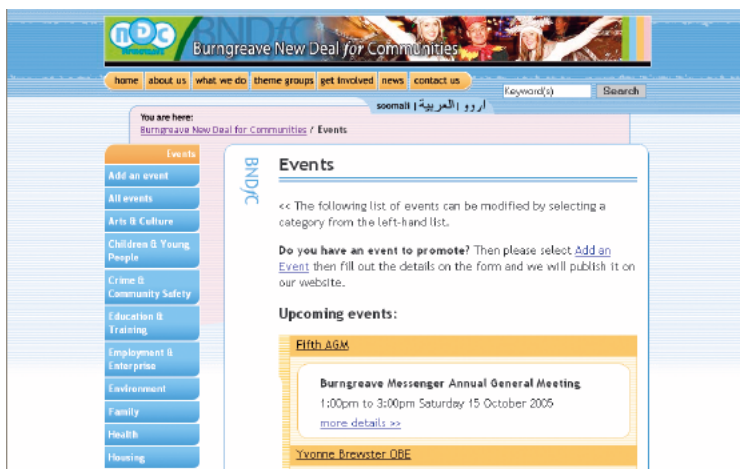 NDC
BNDfC
Burngreave New Deal for Communities
home about us what we do theme groups get involved news contact us
Keyword(s) Search
soomali | العربية | اردو
You are here:
Burngreave New Deal for Communities / Events
Events
Add an event
All events
Arts & Culture
Children & Young
People
Crime &
Community Safety
Education &
Training
Employment &
Enterprise
Environment
Family
Health
Housing
BNDfC
Events
<< The following list of events can be modified by selecting a
category from the left-hand list.
Do you have an event to promote? Then please select Add an
Event then fill out the details on the form and we will publish it on
our website.
Upcoming events:
Fifth AGM
Burngreave Messenger Annual General Meeting
1:00pm to 3:00pm Saturday 15 October 2005
more details >>
Yvonne Brewster OBE